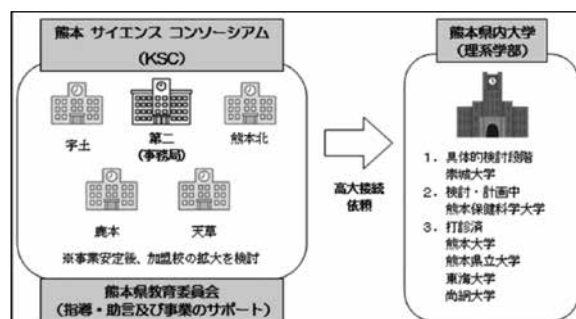 熊本 サイエンス コンソーシアム
(KSC)
宇土
第二
(事務局)
熊本北
鹿本
天草
※事業安定後、加盟校の拡大を検討
熊本県教育委員会
(指導・助言及び事業のサポート)
高大接続
依頼
熊本県内大学
(理系学部)
1. 具体的検討段階
崇城大学
2. 検討・計画中
熊本保健科学大学
3. 打診済
熊本大学
熊本県立大学
東海大学
尚絅大学